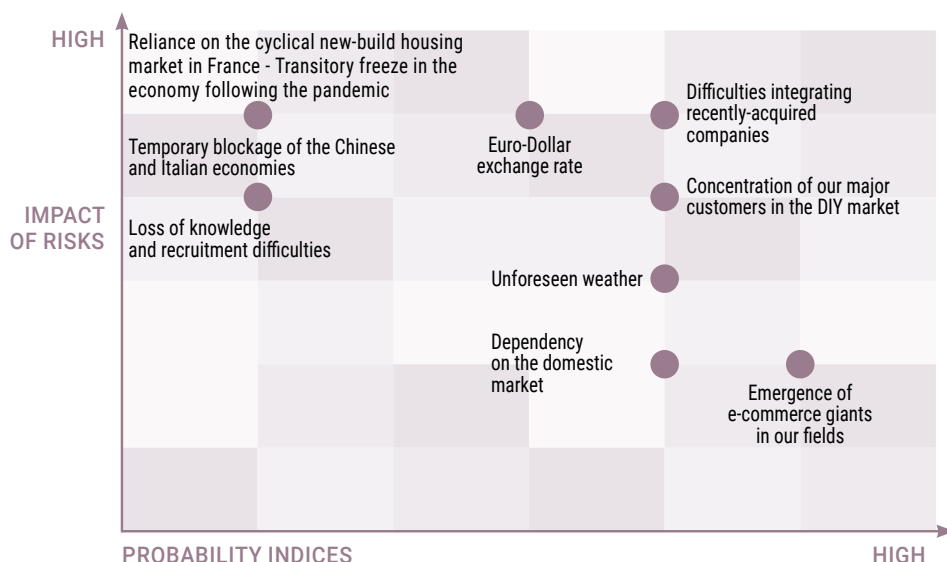 HIGH
Reliance on the cyclical new-build housing
market in France - Transitory freeze in the
economy following the pandemic
Difficulties integrating
recently-acquired
companies
Temporary blockage of the Chinese
and Italian economies
Euro-Dollar
exchange rate
Concentration of our major
customers in the DIY market
IMPACT
OF RISKS
Loss of knowledge
and recruitment difficulties
Unforeseen weather
Dependency
on the domestic
market
Emergence of
e-commerce giants
in our fields
PROBABILITY INDICES
HIGH